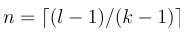 n = ⌈(l − 1)/(k − 1)⌉